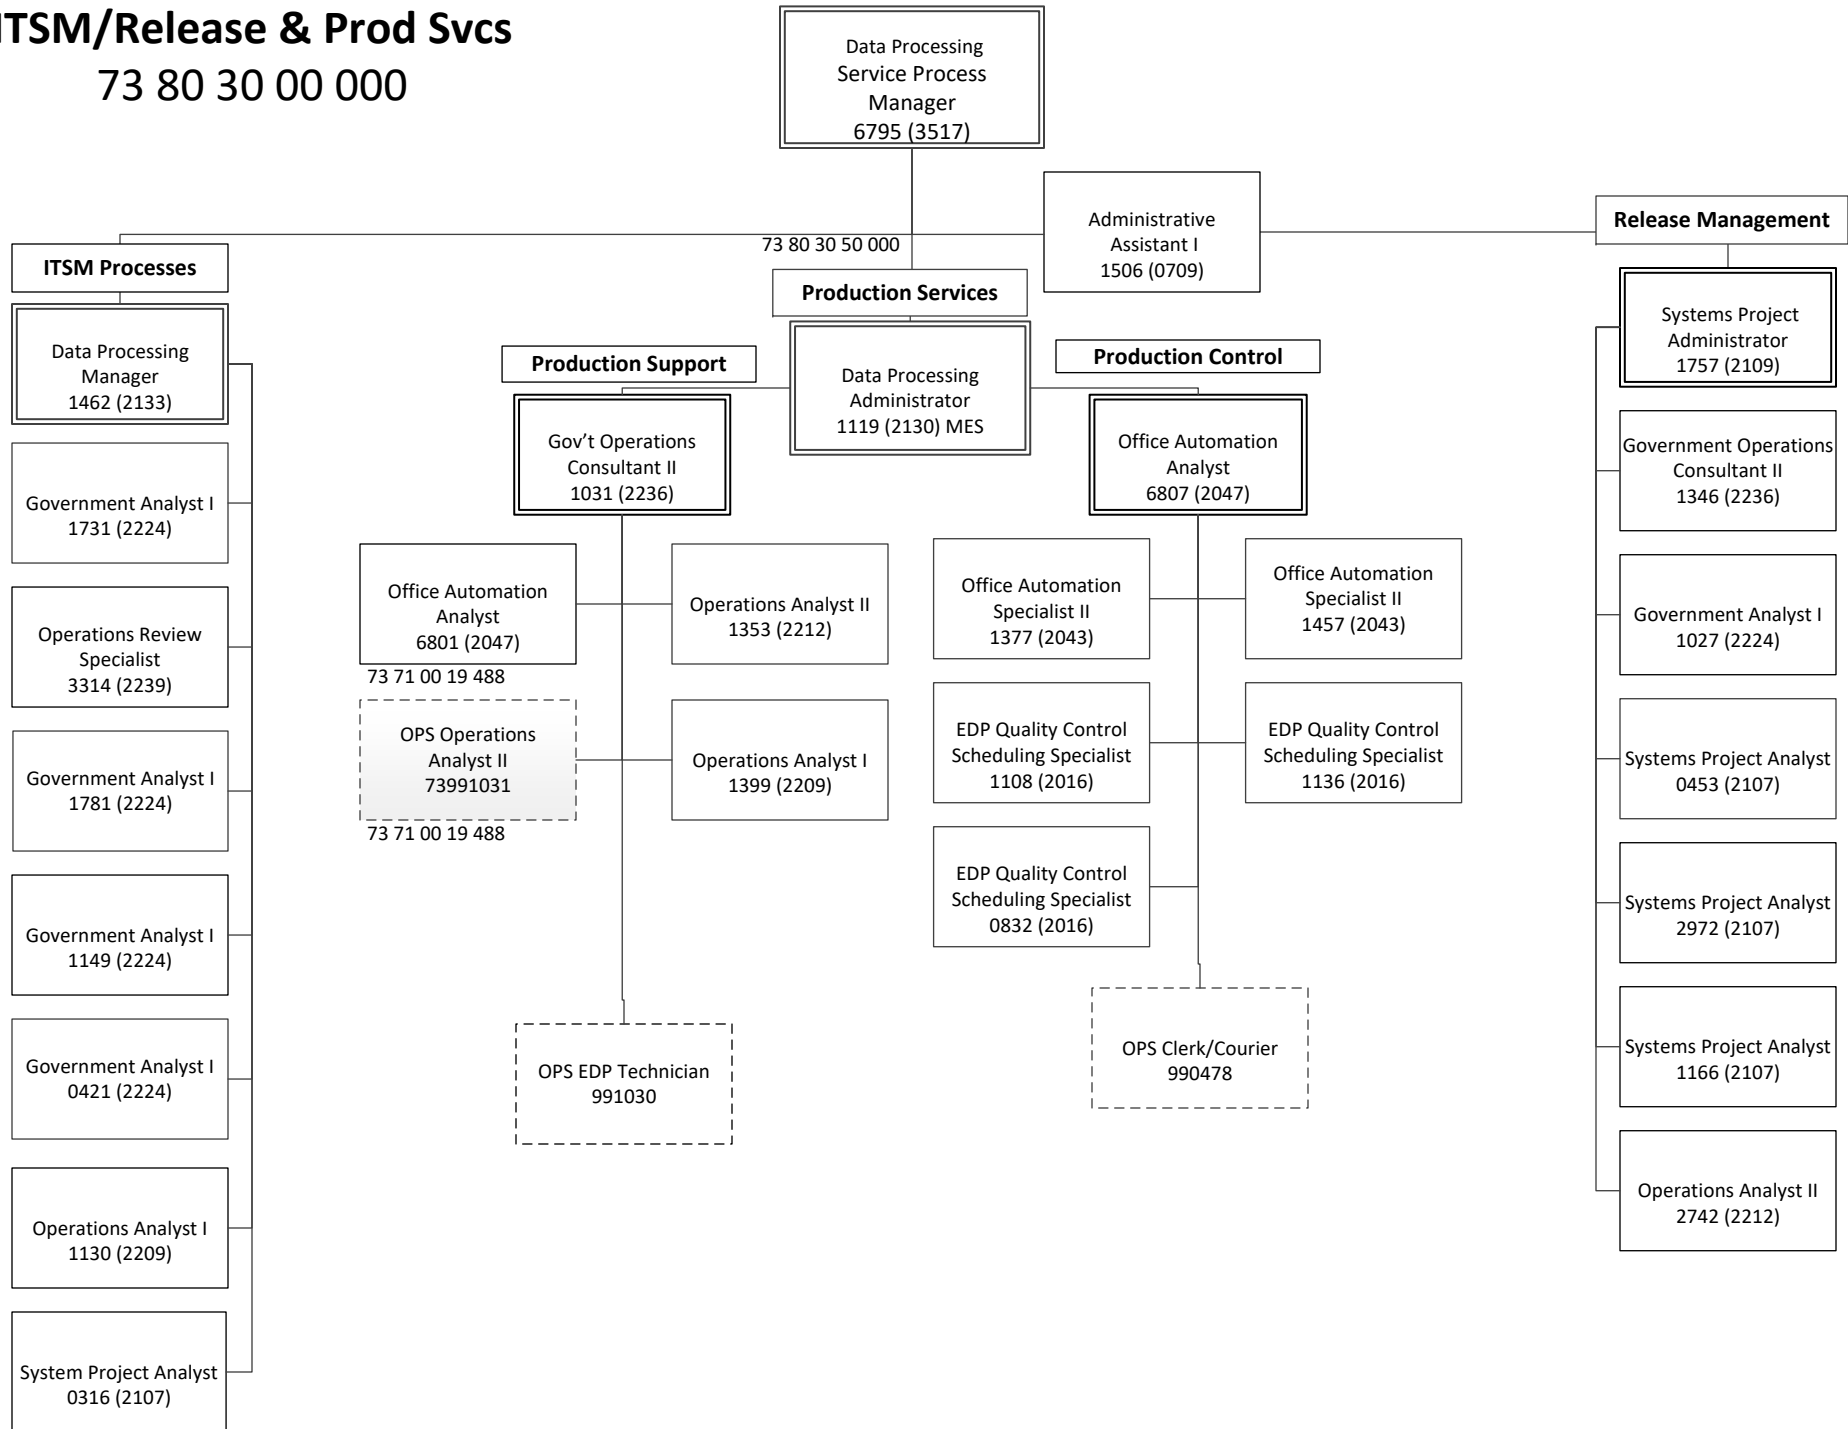 ITSM/Release & Prod Svcs
73 80 30 00 000
Data Processing
Service Process
Manager
6795 (3517)
Administrative
Assistant I
1506 (0709)
73 80 30 50 000
ITSM Processes
Data Processing
Manager
1462 (2133)
Government Analyst I
1731 (2224)
Operations Review
Specialist
3314 (2239)
Government Analyst I
1781 (2224)
Government Analyst I
1149 (2224)
Government Analyst I
0421 (2224)
Operations Analyst I
1130 (2209)
System Project Analyst
0316 (2107)
Production Services
Data Processing
Administrator
1119 (2130) MES
Production Support
Gov’t Operations
Consultant II
1031 (2236)
Office Automation
Analyst
6801 (2047)
73 71 00 19 488
Operations Analyst II
1353 (2212)
OPS Operations
Analyst II
73991031
73 71 00 19 488
Operations Analyst I
1399 (2209)
OPS EDP Technician
991030
Production Control
Office Automation
Analyst
6807 (2047)
Office Automation
Specialist II
1377 (2043)
Office Automation
Specialist II
1457 (2043)
EDP Quality Control
Scheduling Specialist
1108 (2016)
EDP Quality Control
Scheduling Specialist
1136 (2016)
EDP Quality Control
Scheduling Specialist
0832 (2016)
OPS Clerk/Courier
990478
Release Management
Systems Project
Administrator
1757 (2109)
Government Operations
Consultant II
1346 (2236)
Government Analyst I
1027 (2224)
Systems Project Analyst
0453 (2107)
Systems Project Analyst
2972 (2107)
Systems Project Analyst
1166 (2107)
Operations Analyst II
2742 (2212)